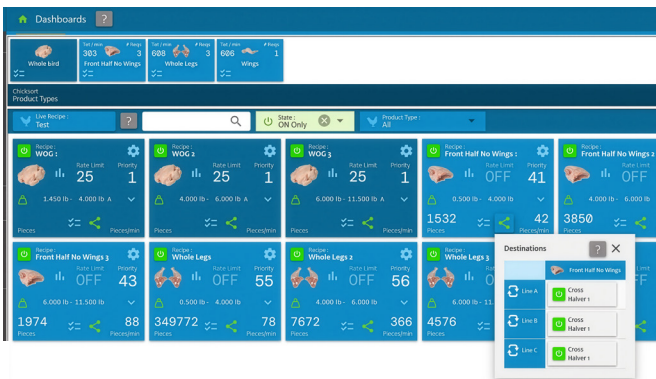 Dashboards ?
Whole bird
Tot / min # Reqs
303 3
Front Half No Wings
Tot / min # Reqs
608 3
Whole Legs
Tot / min # Reqs
606 1
Wings
Chicksort
Product Types
Live Recipe :
Test
?
State :
ON Only
Product Type :
All
Recipe :
WOG 1
Rate Limit Priority
25 1
1.450 lb - 4.000 lb A
Pieces Pieces/min
Recipe :
WOG 2
Rate Limit Priority
25 1
4.000 lb - 6.000 lb A
Pieces Pieces/min
Recipe :
WOG 3
Rate Limit Priority
25 1
6.000 lb - 11.500 lb A
Pieces Pieces/min
Recipe :
Front Half No Wings 1
Rate Limit Priority
OFF 41
0.500 lb - 4.000 lb
1532 42
Pieces Pieces/min
Recipe :
Front Half No Wings 2
Rate Limit
OFF
4.000 lb - 6.000 lb
3850
Pieces
Recipe :
Front Half No Wings 3
Rate Limit Priority
OFF 43
6.000 lb - 11.500 lb
1974 88
Pieces Pieces/min
Recipe :
Whole Legs
Rate Limit Priority
OFF 55
0.500 lb - 4.000 lb
349772 78
Pieces Pieces/min
Recipe :
Whole Legs 2
Rate Limit Priority
OFF 56
4.000 lb - 6.000 lb
7672 366
Pieces Pieces/min
Recipe :
Whole Legs 3
6.000 lb - 11.
4576
Pieces
Destinations ?
Front Half No Wings
Line A
Cross
Halver 1
Line B
Cross
Halver 1
Line C
Cross
Halver 1